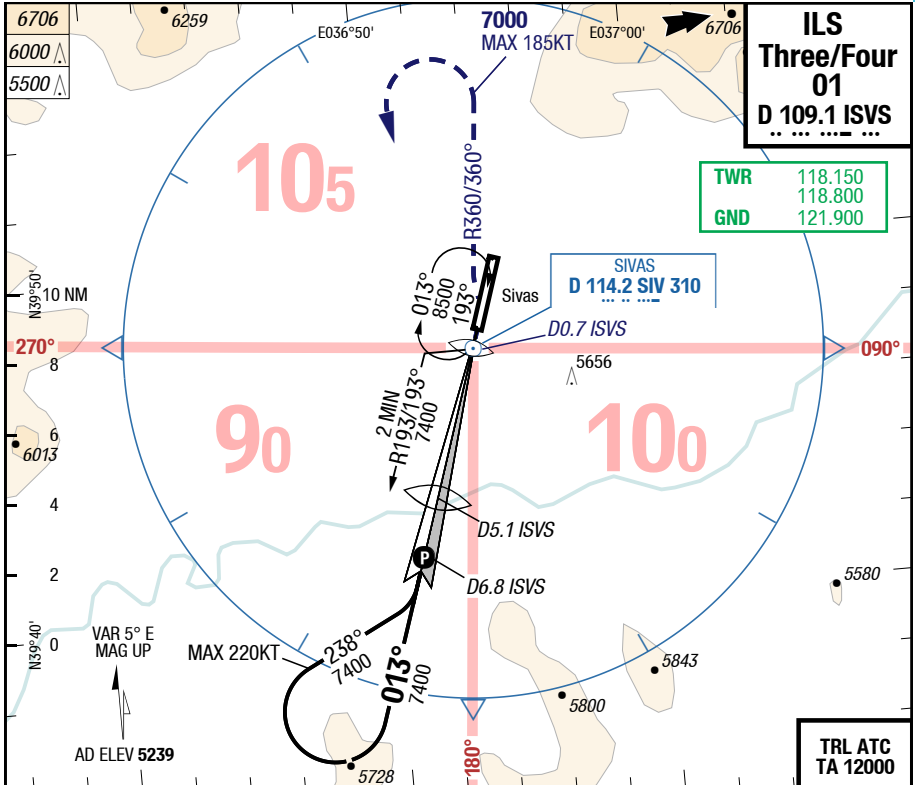 6706
6000
5500
6259
E036°50'
7000
MAX 185KT
E037°00'
6706
ILS
Three/Four
01
D 109.1 ISVS
105
R360/360°
TWR 118.150
118.800
GND 121.900
SIVAS
D 114.2 SIV 310
Sivas
D0.7 ISVS
013°
8500
193°
N39°50'
10 NM
270°
090°
8
5656
2 MIN
R193/193°
7400
90
100
6
6013
4
D5.1 ISVS
P
2
D6.8 ISVS
5580
VAR 5° E
MAG UP
N39°40'
0
MAX 220KT
238°
7400
013°
7400
5843
5800
AD ELEV 5239
5728
180°
TRL ATC
TA 12000